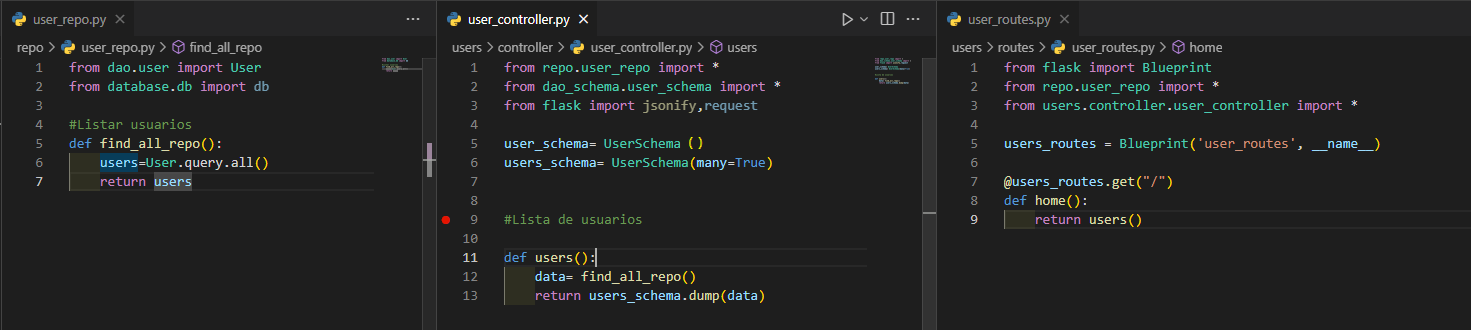 user_repo.py
repo > user_repo.py > find_all_repo
1 from dao.user import User
2 from database.db import db
3
4 #Listar usuarios
5 def find_all_repo():
6     users=User.query.all()
7     return users
user_controller.py
users > controller > user_controller.py > users
1 from repo.user_repo import *
2 from dao_schema.user_schema import *
3 from flask import jsonify,request
4
5 user_schema= UserSchema ()
6 users_schema= UserSchema(many=True)
7
8
9 #Lista de usuarios
10
11 def users():
12     data= find_all_repo()
13     return users_schema.dump(data)
user_routes.py
users > routes > user_routes.py > home
1 from flask import Blueprint
2 from repo.user_repo import *
3 from users.controller.user_controller import *
4
5 users_routes = Blueprint('user_routes', __name__)
6
7 @users_routes.get("/")
8 def home():
9     return users()